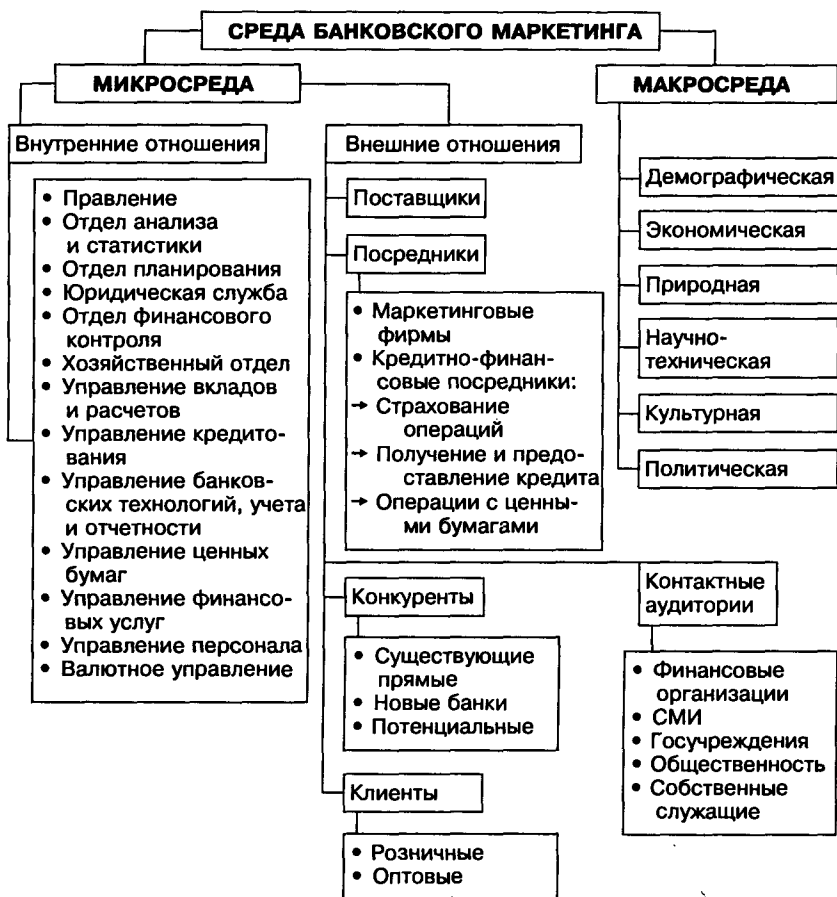 СРЕДА БАНКОВСКОГО МАРКЕТИНГА
МИКРОСРЕДА
Внутренние отношения
• Правление
• Отдел анализа
и статистики
• Отдел планирования
• Юридическая служба
• Отдел финансового
контроля
• Хозяйственный отдел
• Управление вкладов
и расчетов
• Управление кредито-
вания
• Управление банков-
ских технологий, учета
и отчетности
• Управление ценных
бумаг
• Управление финансо-
вых услуг
• Управление персонала
• Валютное управление
Внешние отношения
Поставщики
Посредники
• Маркетинговые
фирмы
• Кредитно-финан-
совые посредники:
→ Страхование
операций
→ Получение и предо-
ставление кредита
→ Операции с ценны-
ми бумагами
Конкуренты
• Существующие
прямые
• Новые банки
• Потенциальные
Клиенты
• Розничные
• Оптовые
Контактные
аудитории
• Финансовые
организации
• СМИ
• Госучреждения
• Общественность
• Собственные
служащие
МАКРОСРЕДА
Демографическая
Экономическая
Природная
Научно-
техническая
Культурная
Политическая